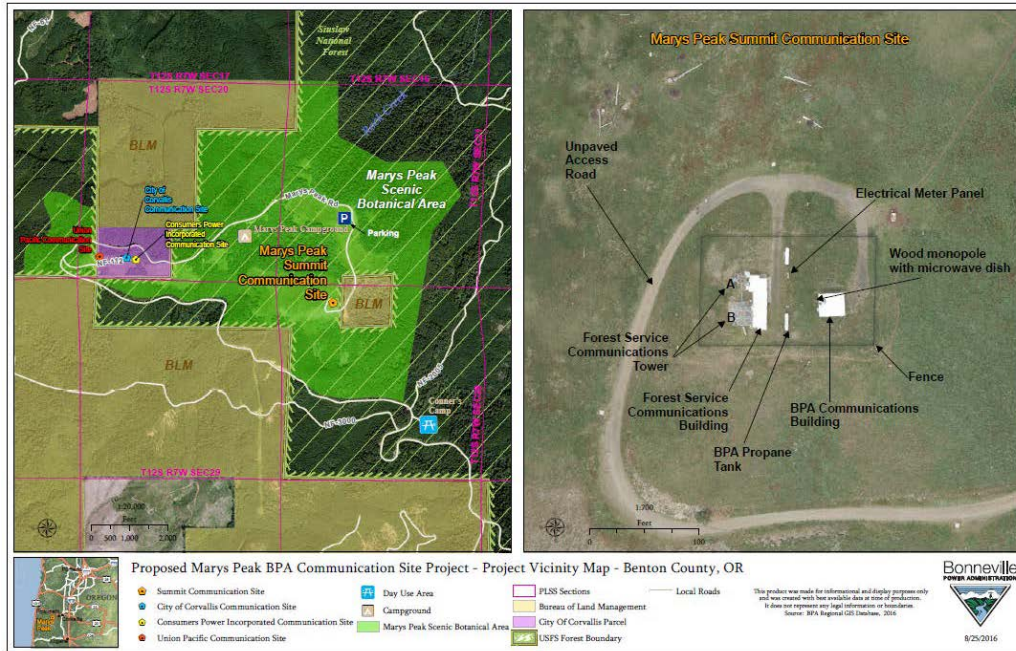 Siuslaw
National
Forest
T12S R7W SEC17
T12S R7W SEC20
BLM
City of
Corvallis
Communication Site
Consumers Power
Incorporated
Communication Site
Union
Pacific Communication
Site
NF-112
Marys Peak Rd
Marys Peak Campground
Parking
Marys Peak
Scenic
Botanical Area
Marys Peak
Summit
Communication
Site
BLM
BLM
Conner's
Camp
T12S R7W SEC29
1:20,000
Feet
0 500 1,000 2,000
Marys Peak Summit Communication Site
Unpaved
Access
Road
Electrical Meter Panel
Wood monopole
with microwave dish
A
B
Forest Service
Communications
Tower
Fence
Forest Service
Communications
Building
BPA Communications
Building
BPA Propane
Tank
1:700
Feet
0 100
Proposed Marys Peak BPA Communication Site Project - Project Vicinity Map - Benton County, OR
OREGON
Marys
Peak
Summit Communication Site
City of Corvallis Communication Site
Consumers Power Incorporated Communication Site
Union Pacific Communication Site
Day Use Area
Campground
Marys Peak Scenic Botanical Area
PLSS Sections
Bureau of Land Management
City Of Corvallis Parcel
USFS Forest Boundary
Local Roads
This product was made for informational and display purposes only
and was created with best available data at time of production.
It does not represent any legal information or boundaries.
Source: BPA Regional GIS Database, 2016
Bonneville
POWER ADMINISTRATION
8/25/2016